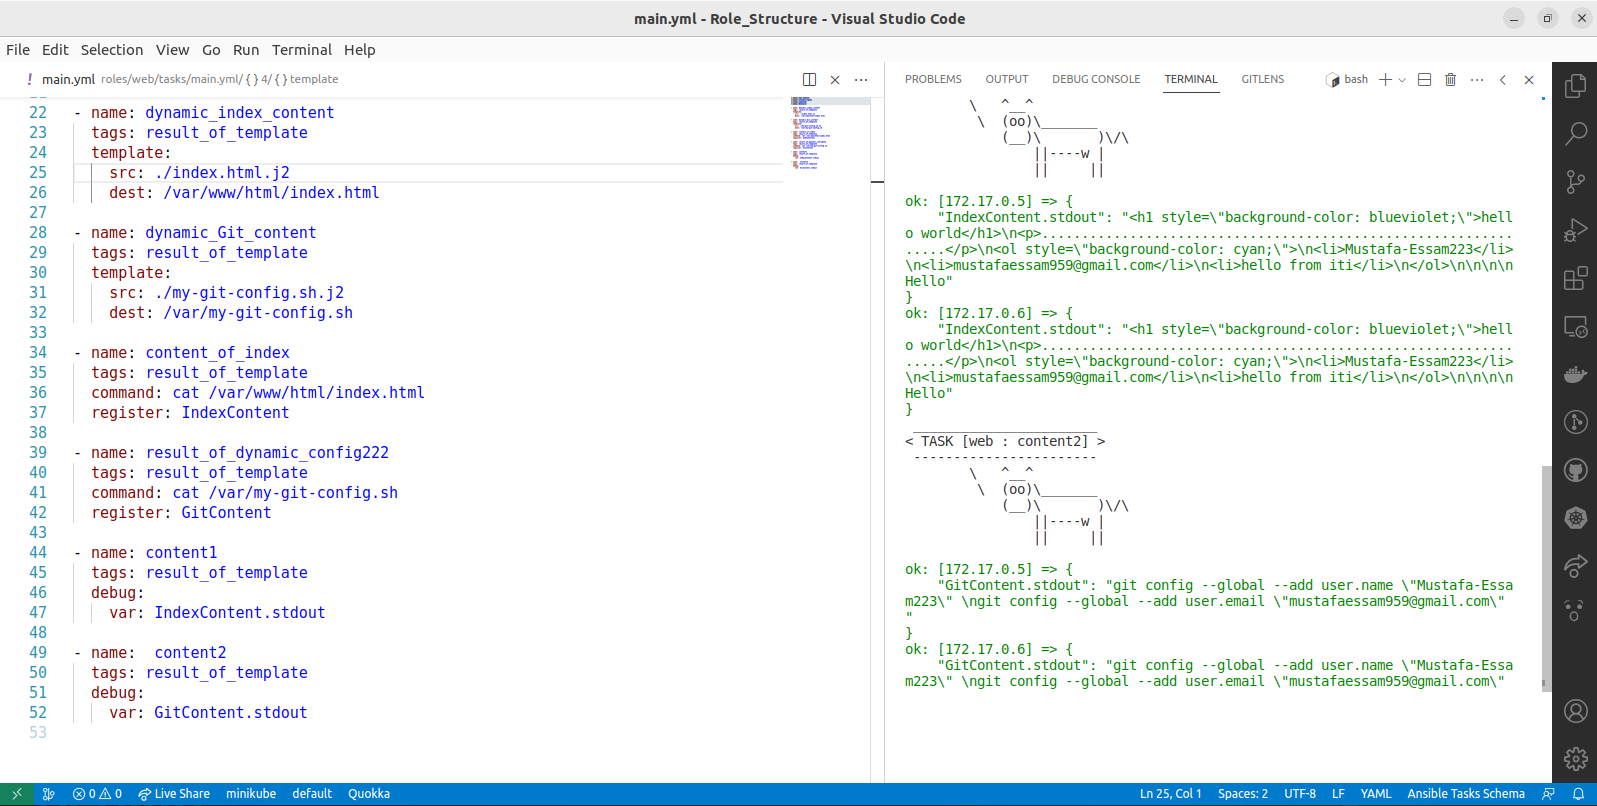 main.yml - Role_Structure - Visual Studio Code
File Edit Selection View Go Run Terminal Help
! main.yml roles/web/tasks/main.yml/ { } 4/ { } template
22 - name: dynamic_index_content
23 tags: result_of_template
24 template:
25 src: ./index.html.j2
26 dest: /var/www/html/index.html
27
28 - name: dynamic_Git_content
29 tags: result_of_template
30 template:
31 src: ./my-git-config.sh.j2
32 dest: /var/my-git-config.sh
33
34 - name: content_of_index
35 tags: result_of_template
36 command: cat /var/www/html/index.html
37 register: IndexContent
38
39 - name: result_of_dynamic_config222
40 tags: result_of_template
41 command: cat /var/my-git-config.sh
42 register: GitContent
43
44 - name: content1
45 tags: result_of_template
46 debug:
47 var: IndexContent.stdout
48
49 - name:  content2
50 tags: result_of_template
51 debug:
52 var: GitContent.stdout
53
PROBLEMS OUTPUT DEBUG CONSOLE TERMINAL GITLENS bash
        \   ^__^
         \  (oo)\_______
            (__)\       )\/\
                ||----w |
                ||     ||
ok: [172.17.0.5] => {
    "IndexContent.stdout": "<h1 style=\"background-color: blueviolet;\">hell
o world</h1>\n<p>..........................................................
.....</p>\n<ol style=\"background-color: cyan;\">\n<li>Mustafa-Essam223</li>
\n<li>mustafaessam959@gmail.com</li>\n<li>hello from iti</li>\n</ol>\n\n\n\n
Hello"
}
ok: [172.17.0.6] => {
    "IndexContent.stdout": "<h1 style=\"background-color: blueviolet;\">hell
o world</h1>\n<p>..........................................................
.....</p>\n<ol style=\"background-color: cyan;\">\n<li>Mustafa-Essam223</li>
\n<li>mustafaessam959@gmail.com</li>\n<li>hello from iti</li>\n</ol>\n\n\n\n
Hello"
}
 _______________________
< TASK [web : content2] >
 -----------------------
        \   ^__^
         \  (oo)\_______
            (__)\       )\/\
                ||----w |
                ||     ||
ok: [172.17.0.5] => {
    "GitContent.stdout": "git config --global --add user.name \"Mustafa-Essa
m223\" \ngit config --global --add user.email \"mustafaessam959@gmail.com\"
"
}
ok: [172.17.0.6] => {
    "GitContent.stdout": "git config --global --add user.name \"Mustafa-Essa
m223\" \ngit config --global --add user.email \"mustafaessam959@gmail.com\"
0 0 Live Share minikube default Quokka Ln 25, Col 1 Spaces: 2 UTF-8 LF YAML Ansible Tasks Schema